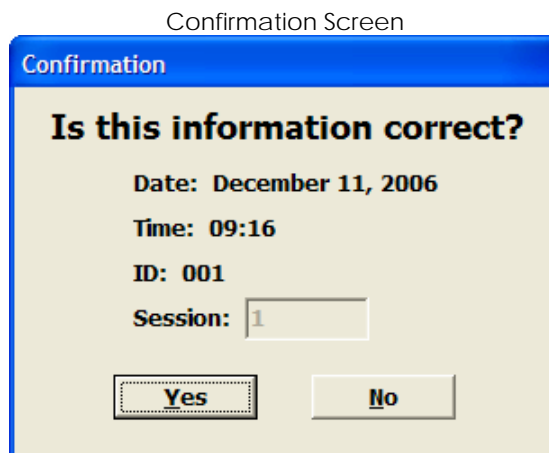 Confirmation Screen
Confirmation
Is this information correct?
Date: December 11, 2006
Time: 09:16
ID: 001
Session: 1
Yes No